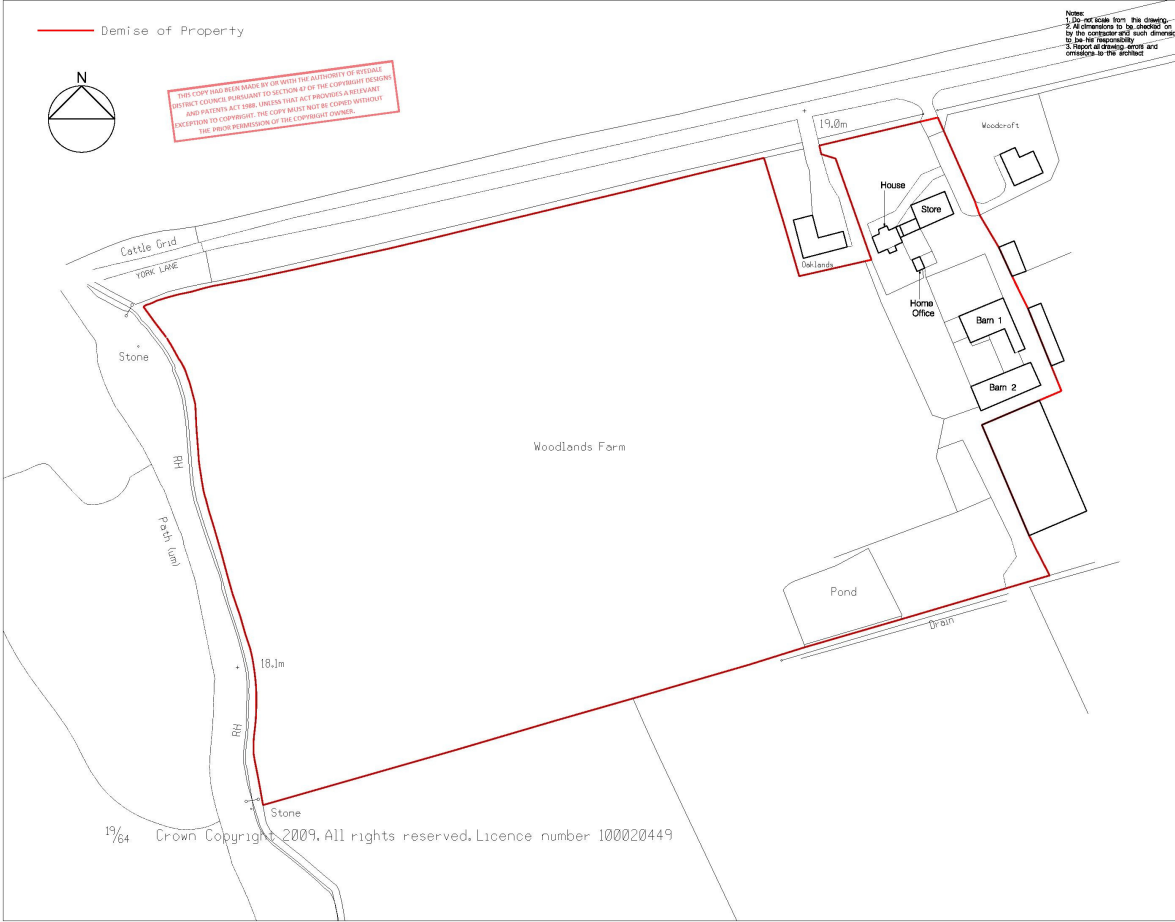 Demise of Property
Notes:
1. Do not scale from this drawing.
2. All dimensions to be checked on
by the contractor and such
to be his responsibility
3. Report all drawing errors and
omissions to the architect
N
THIS COPY HAD BEEN MADE BY OR WITH THE AUTHORITY OF RYEDALE
DISTRICT COUNCIL PURSUANT TO SECTION 47 OF THE COPYRIGHT DESIGNS
AND PATENTS ACT 1988. UNLESS THAT ACT PROVIDES A RELEVANT
EXCEPTION TO COPYRIGHT. THE COPY MUST NOT BE COPIED WITHOUT
THE PRIOR PERMISSION OF THE COPYRIGHT OWNER.
19.0m
Woodcroft
House
Store
Cattle Grid
YORK LANE
Oaklands
Home
Office
Barn 1
Stone
Barn 2
Woodlands Farm
RH
Path (um)
Pond
Drain
18.1m
RH
Stone
19/64 Crown Copyright 2009. All rights reserved. Licence number 100020449